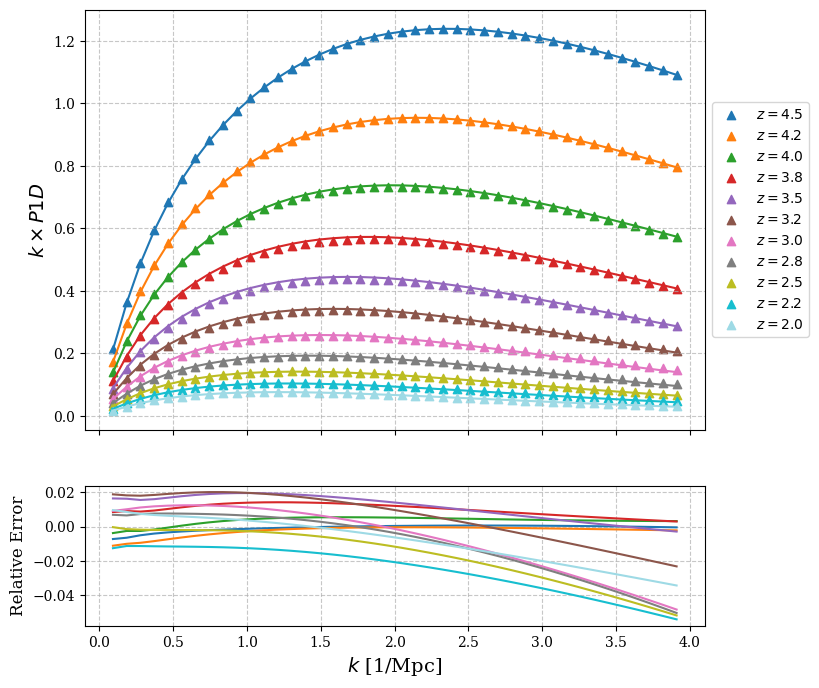 1.2
1.0
0.8
0.6
0.4
0.2
0.0
k × P1D
z = 4.5
z = 4.2
z = 4.0
z = 3.8
z = 3.5
z = 3.2
z = 3.0
z = 2.8
z = 2.5
z = 2.2
z = 2.0
0.02
0.00
−0.02
−0.04
Relative Error
0.0 0.5 1.0 1.5 2.0 2.5 3.0 3.5 4.0
k [1/Mpc]